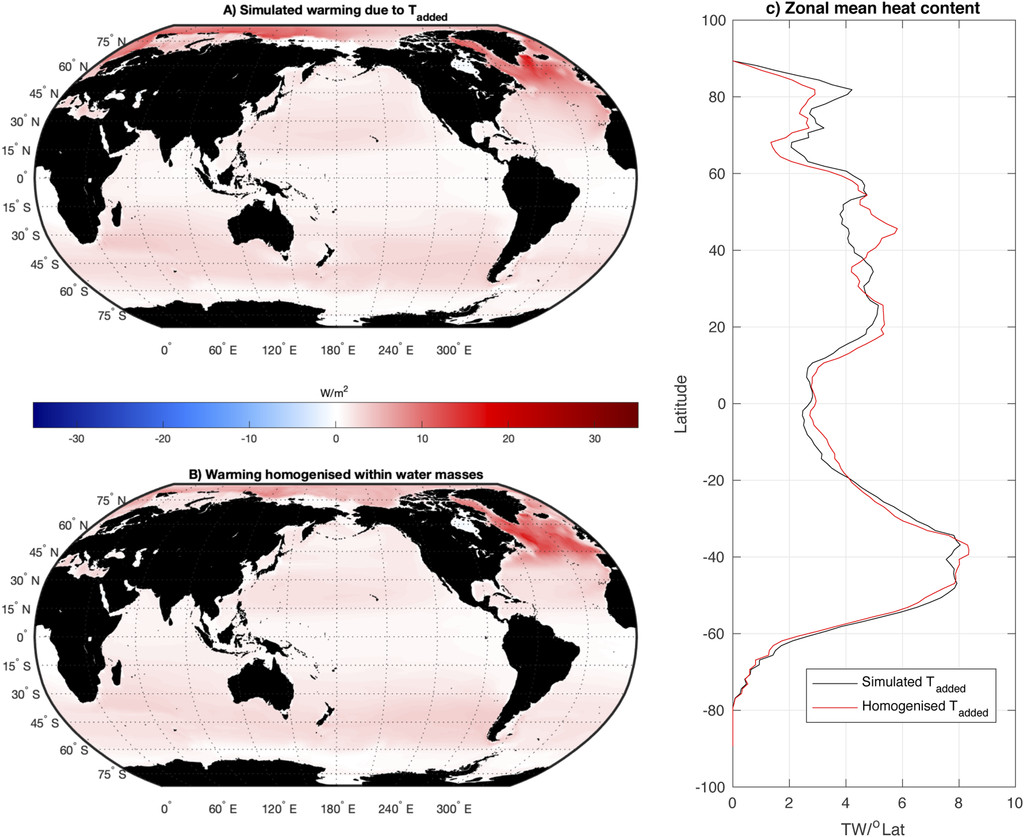 A) Simulated warming due to T added
75° N
60° N
45° N
30° N
15° N
0°
15° S
30° S
45° S
60° S
75° S
0° 60° E 120° E 180° E 240° E 300° E
W/m²
-30 -20 -10 0 10 20 30
B) Warming homogenised within water masses
75° N
60° N
45° N
30° N
15° N
0°
15° S
30° S
45° S
60° S
75° S
0° 60° E 120° E 180° E 240° E 300° E
c) Zonal mean heat content
100
80
60
40
20
0
-20
-40
-60
-80
-100
Latitude
Simulated T added
Homogenised T added
0 2 4 6 8 10
TW/° Lat